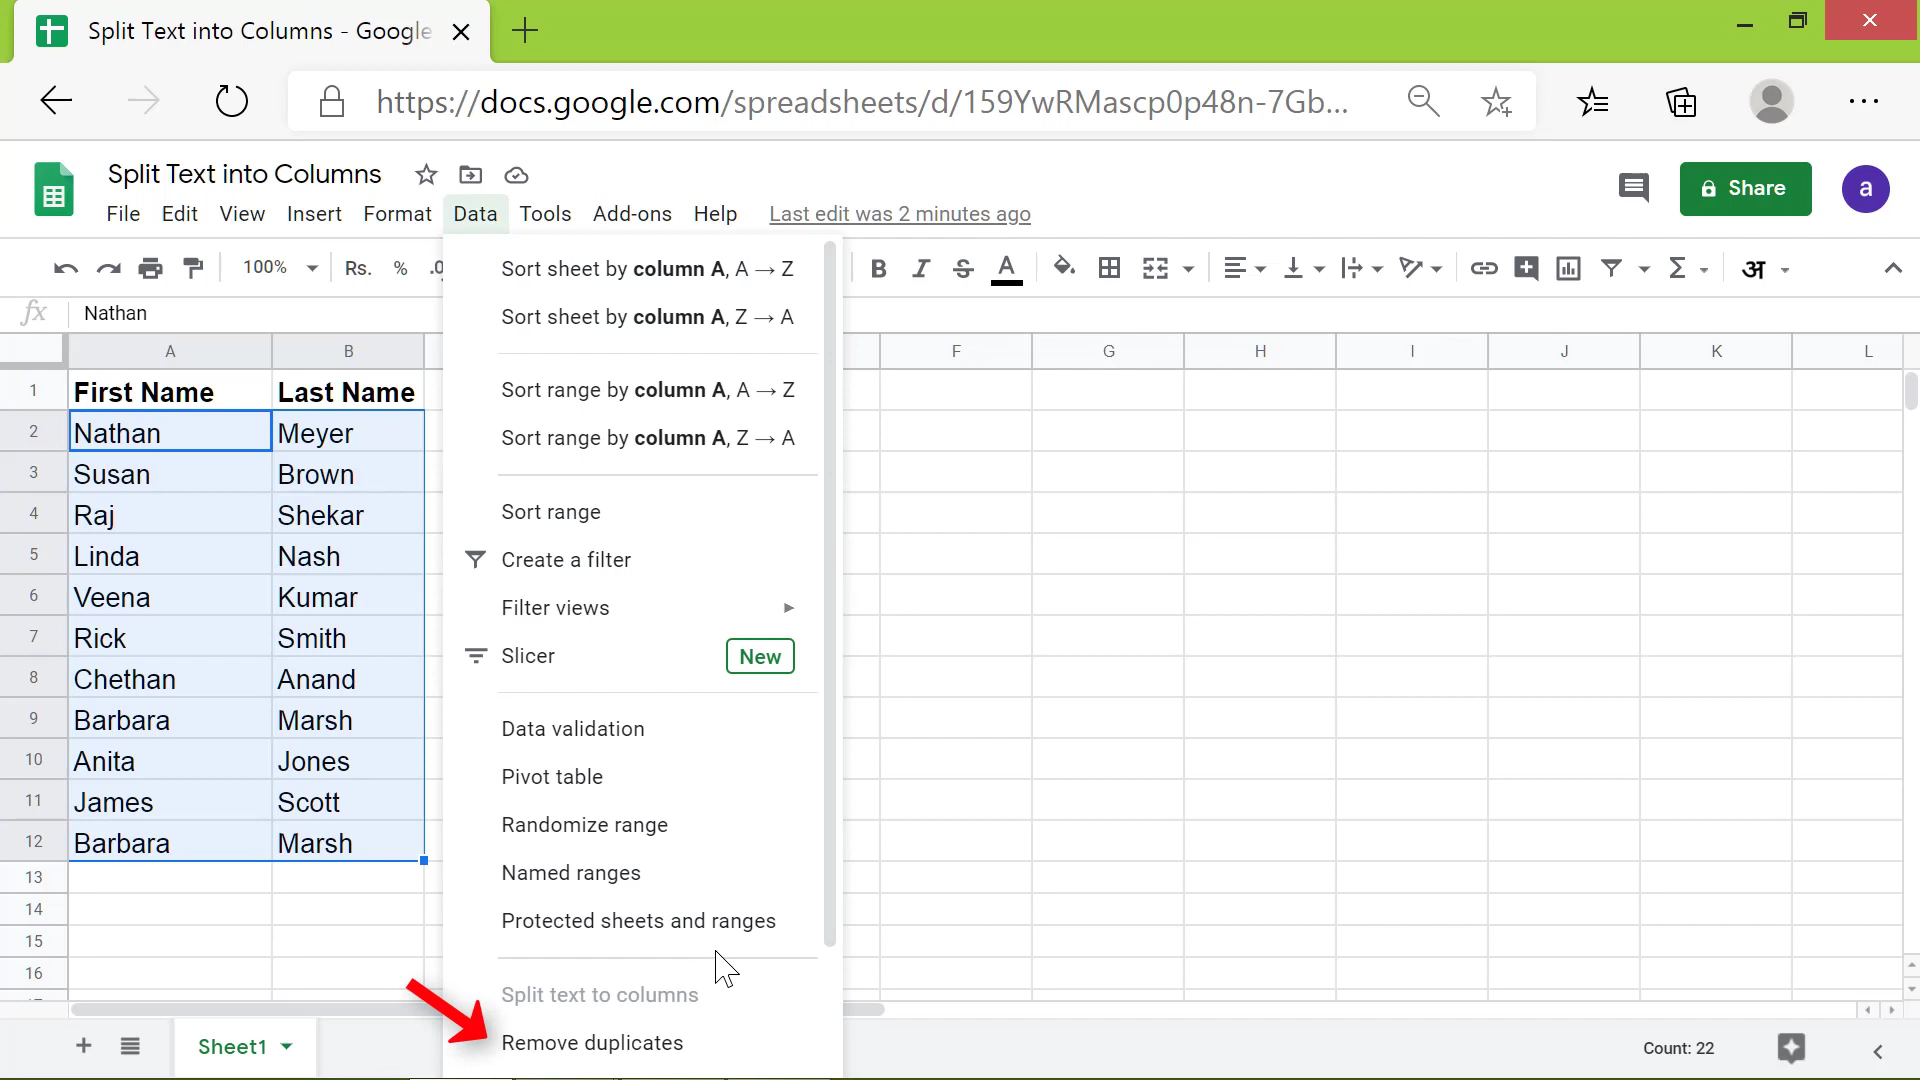 Split Text into Columns - Google
https://docs.google.com/spreadsheets/d/159YwRMascp0p48n-7Gb...
Split Text into Columns
Share
a
File Edit View Insert Format Data Tools Add-ons Help Last edit was 2 minutes ago
100% Rs. % .0 B I S A Σ अ
fx Nathan
A B F G H I J K L
1 First Name Last Name
2 Nathan Meyer
3 Susan Brown
4 Raj Shekar
5 Linda Nash
6 Veena Kumar
7 Rick Smith
8 Chethan Anand
9 Barbara Marsh
10 Anita Jones
11 James Scott
12 Barbara Marsh
13
14
15
16
Sort sheet by column A, A → Z
Sort sheet by column A, Z → A
Sort range by column A, A → Z
Sort range by column A, Z → A
Sort range
Create a filter
Filter views
Slicer New
Data validation
Pivot table
Randomize range
Named ranges
Protected sheets and ranges
Split text to columns
Remove duplicates
Sheet1
Count: 22